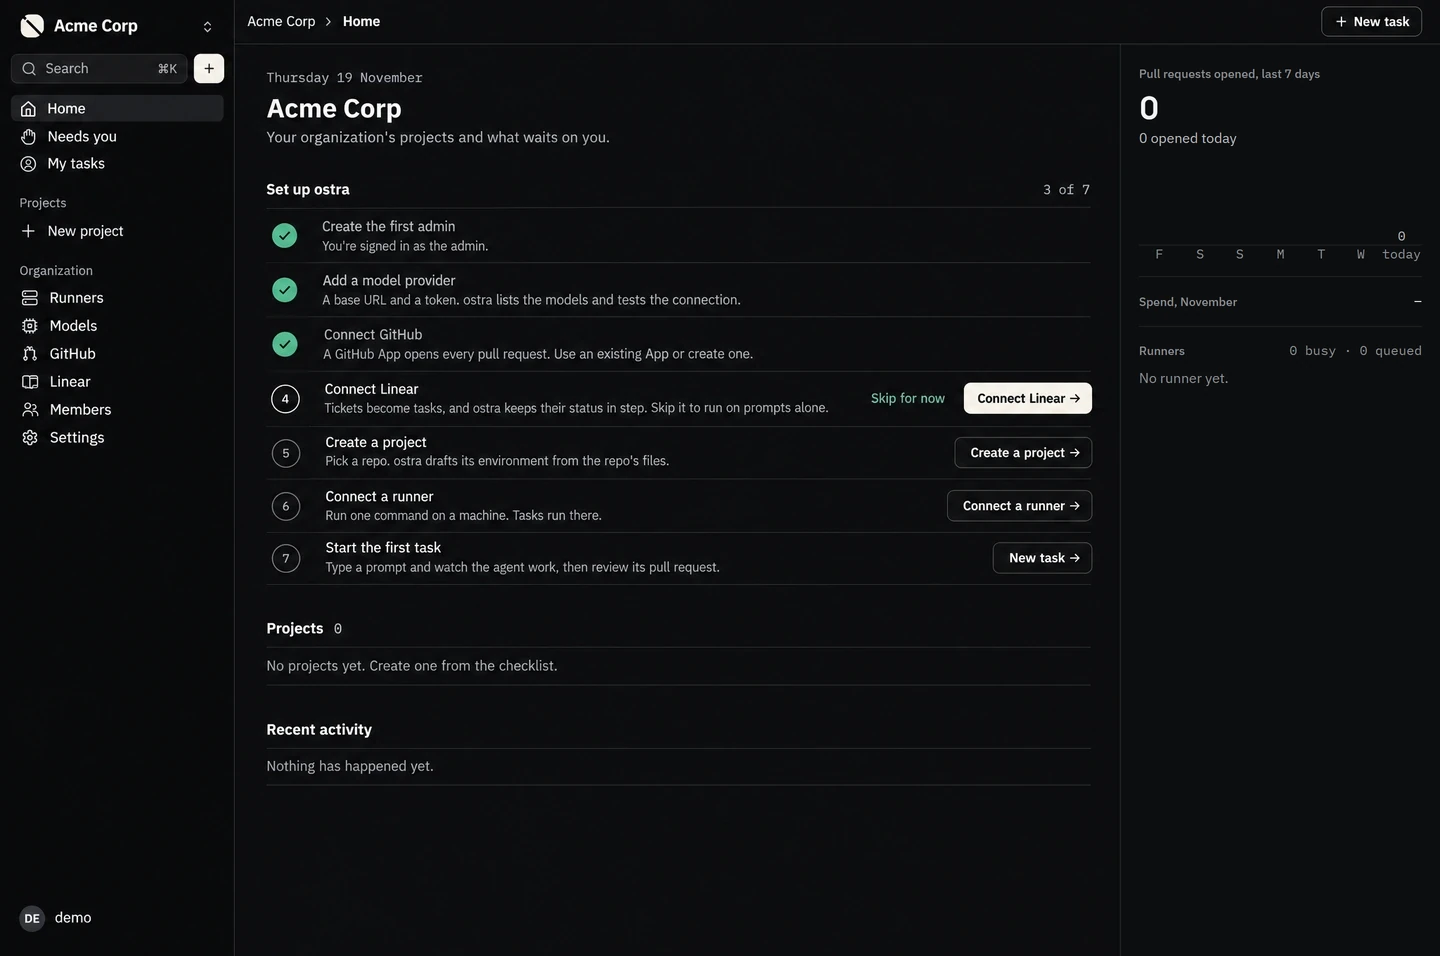 Acme Corp
Search ⌘K +
Home
Needs you
My tasks
Projects
+ New project
Organization
Runners
Models
GitHub
Linear
Members
Settings
DE demo
Acme Corp > Home
+ New task
Thursday 19 November
Acme Corp
Your organization's projects and what waits on you.
Set up ostra 3 of 7
Create the first admin
You're signed in as the admin.
Add a model provider
A base URL and a token. ostra lists the models and tests the connection.
Connect GitHub
A GitHub App opens every pull request. Use an existing App or create one.
4 Connect Linear
Tickets become tasks, and ostra keeps their status in step. Skip it to run on prompts alone.
Skip for now Connect Linear →
5 Create a project
Pick a repo. ostra drafts its environment from the repo's files.
Create a project →
6 Connect a runner
Run one command on a machine. Tasks run there.
Connect a runner →
7 Start the first task
Type a prompt and watch the agent work, then review its pull request.
New task →
Projects 0
No projects yet. Create one from the checklist.
Recent activity
Nothing has happened yet.
Pull requests opened, last 7 days
0
0 opened today
0
F S S M T W today
Spend, November –
Runners 0 busy · 0 queued
No runner yet.